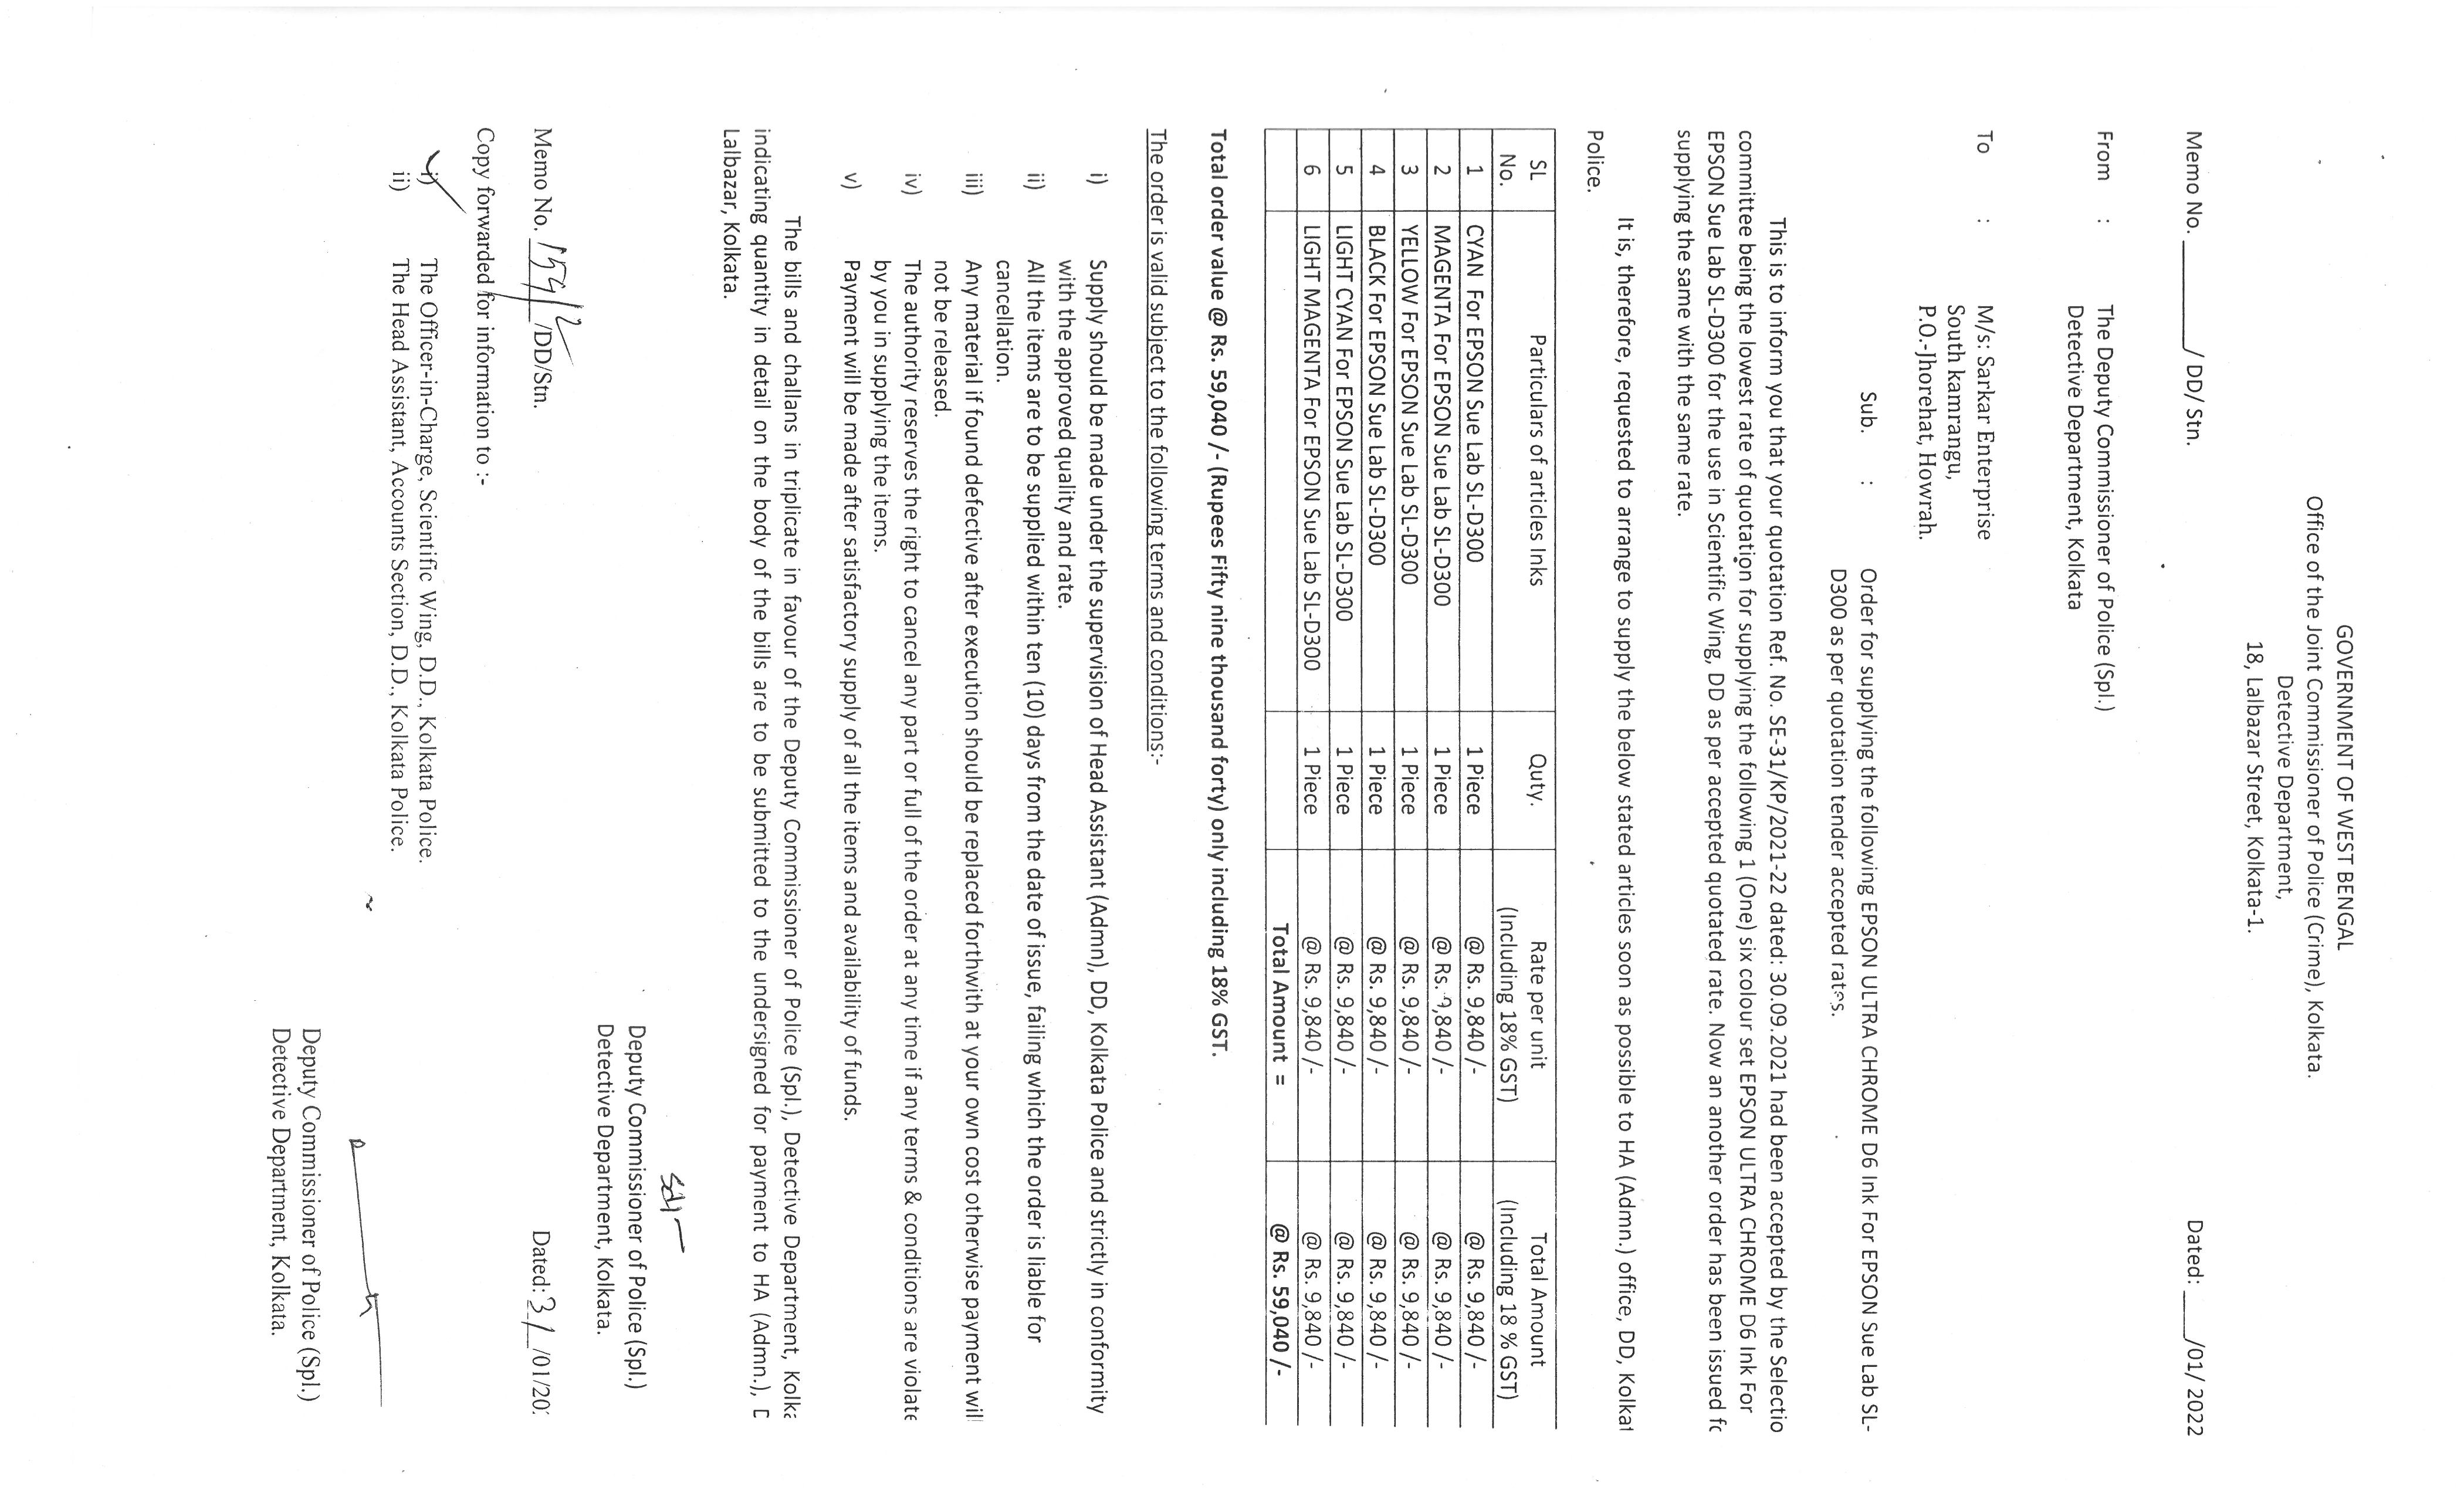 GOVERNMENT OF WEST BENGAL
Office of the Joint Commissioner of Police (Crime), Kolkata.
Detective Department,
18, Lalbazar Street, Kolkata-1.
Memo No. ________/ DD/ Stn. Dated: ____/01/ 2022
From : The Deputy Commissioner of Police (Spl.)
Detective Department, Kolkata
To : M/s: Sarkar Enterprise
South kamrangu,
P.O.-Jhorehat, Howrah.
Sub. : Order for supplying the following EPSON ULTRA CHROME D6 Ink For EPSON Sue Lab SL-
D300 as per quotation tender accepted rates.
This is to inform you that your quotation Ref. No. SE-31/KP/2021-22 dated: 30.09.2021 had been accepted by the Selectio
committee being the lowest rate of quotation for supplying the following 1 (One) six colour set EPSON ULTRA CHROME D6 Ink For
EPSON Sue Lab SL-D300 for the use in Scientific Wing, DD as per accepted quotated rate. Now an another order has been issued fo
supplying the same with the same rate.
It is, therefore, requested to arrange to supply the below stated articles soon as possible to HA (Admn.) office, DD, Kolkat
Police.
SL Particulars of articles Inks Quty. Rate per unit Total Amount
No. (Including 18% GST) (Including 18 % GST)
1 CYAN For EPSON Sue Lab SL-D300 1 Piece @ Rs. 9,840 /- @ Rs. 9,840 /-
2 MAGENTA For EPSON Sue Lab SL-D300 1 Piece @ Rs. 9,840 /- @ Rs. 9,840 /-
3 YELLOW For EPSON Sue Lab SL-D300 1 Piece @ Rs. 9,840 /- @ Rs. 9,840 /-
4 BLACK For EPSON Sue Lab SL-D300 1 Piece @ Rs. 9,840 /- @ Rs. 9,840 /-
5 LIGHT CYAN For EPSON Sue Lab SL-D300 1 Piece @ Rs. 9,840 /- @ Rs. 9,840 /-
6 LIGHT MAGENTA For EPSON Sue Lab SL-D300 1 Piece @ Rs. 9,840 /- @ Rs. 9,840 /-
Total Amount = @ Rs. 59,040 /-
Total order value @ Rs. 59,040 /- (Rupees Fifty nine thousand forty) only including 18% GST.
The order is valid subject to the following terms and conditions:-
i) Supply should be made under the supervision of Head Assistant (Admn), DD, Kolkata Police and strictly in conformity
with the approved quality and rate.
ii) All the items are to be supplied within ten (10) days from the date of issue, failing which the order is liable for
cancellation.
iii) Any material if found defective after execution should be replaced forthwith at your own cost otherwise payment will
not be released.
iv) The authority reserves the right to cancel any part or full of the order at any time if any terms & conditions are violate
by you in supplying the items.
v) Payment will be made after satisfactory supply of all the items and availability of funds.
The bills and challans in triplicate in favour of the Deputy Commissioner of Police (Spl.), Detective Department, Kolka
indicating quantity in detail on the body of the bills are to be submitted to the undersigned for payment to HA (Admn.), D
Lalbazar, Kolkata.
Sd/-
Deputy Commissioner of Police (Spl.)
Detective Department, Kolkata.
Memo No. 159/2 /DD/Stn. Dated: 31 /01/20
Copy forwarded for information to :-
i) The Officer-in-Charge, Scientific Wing, D.D., Kolkata Police.
ii) The Head Assistant, Accounts Section, D.D., Kolkata Police.
Deputy Commissioner of Police (Spl.)
Detective Department, Kolkata.